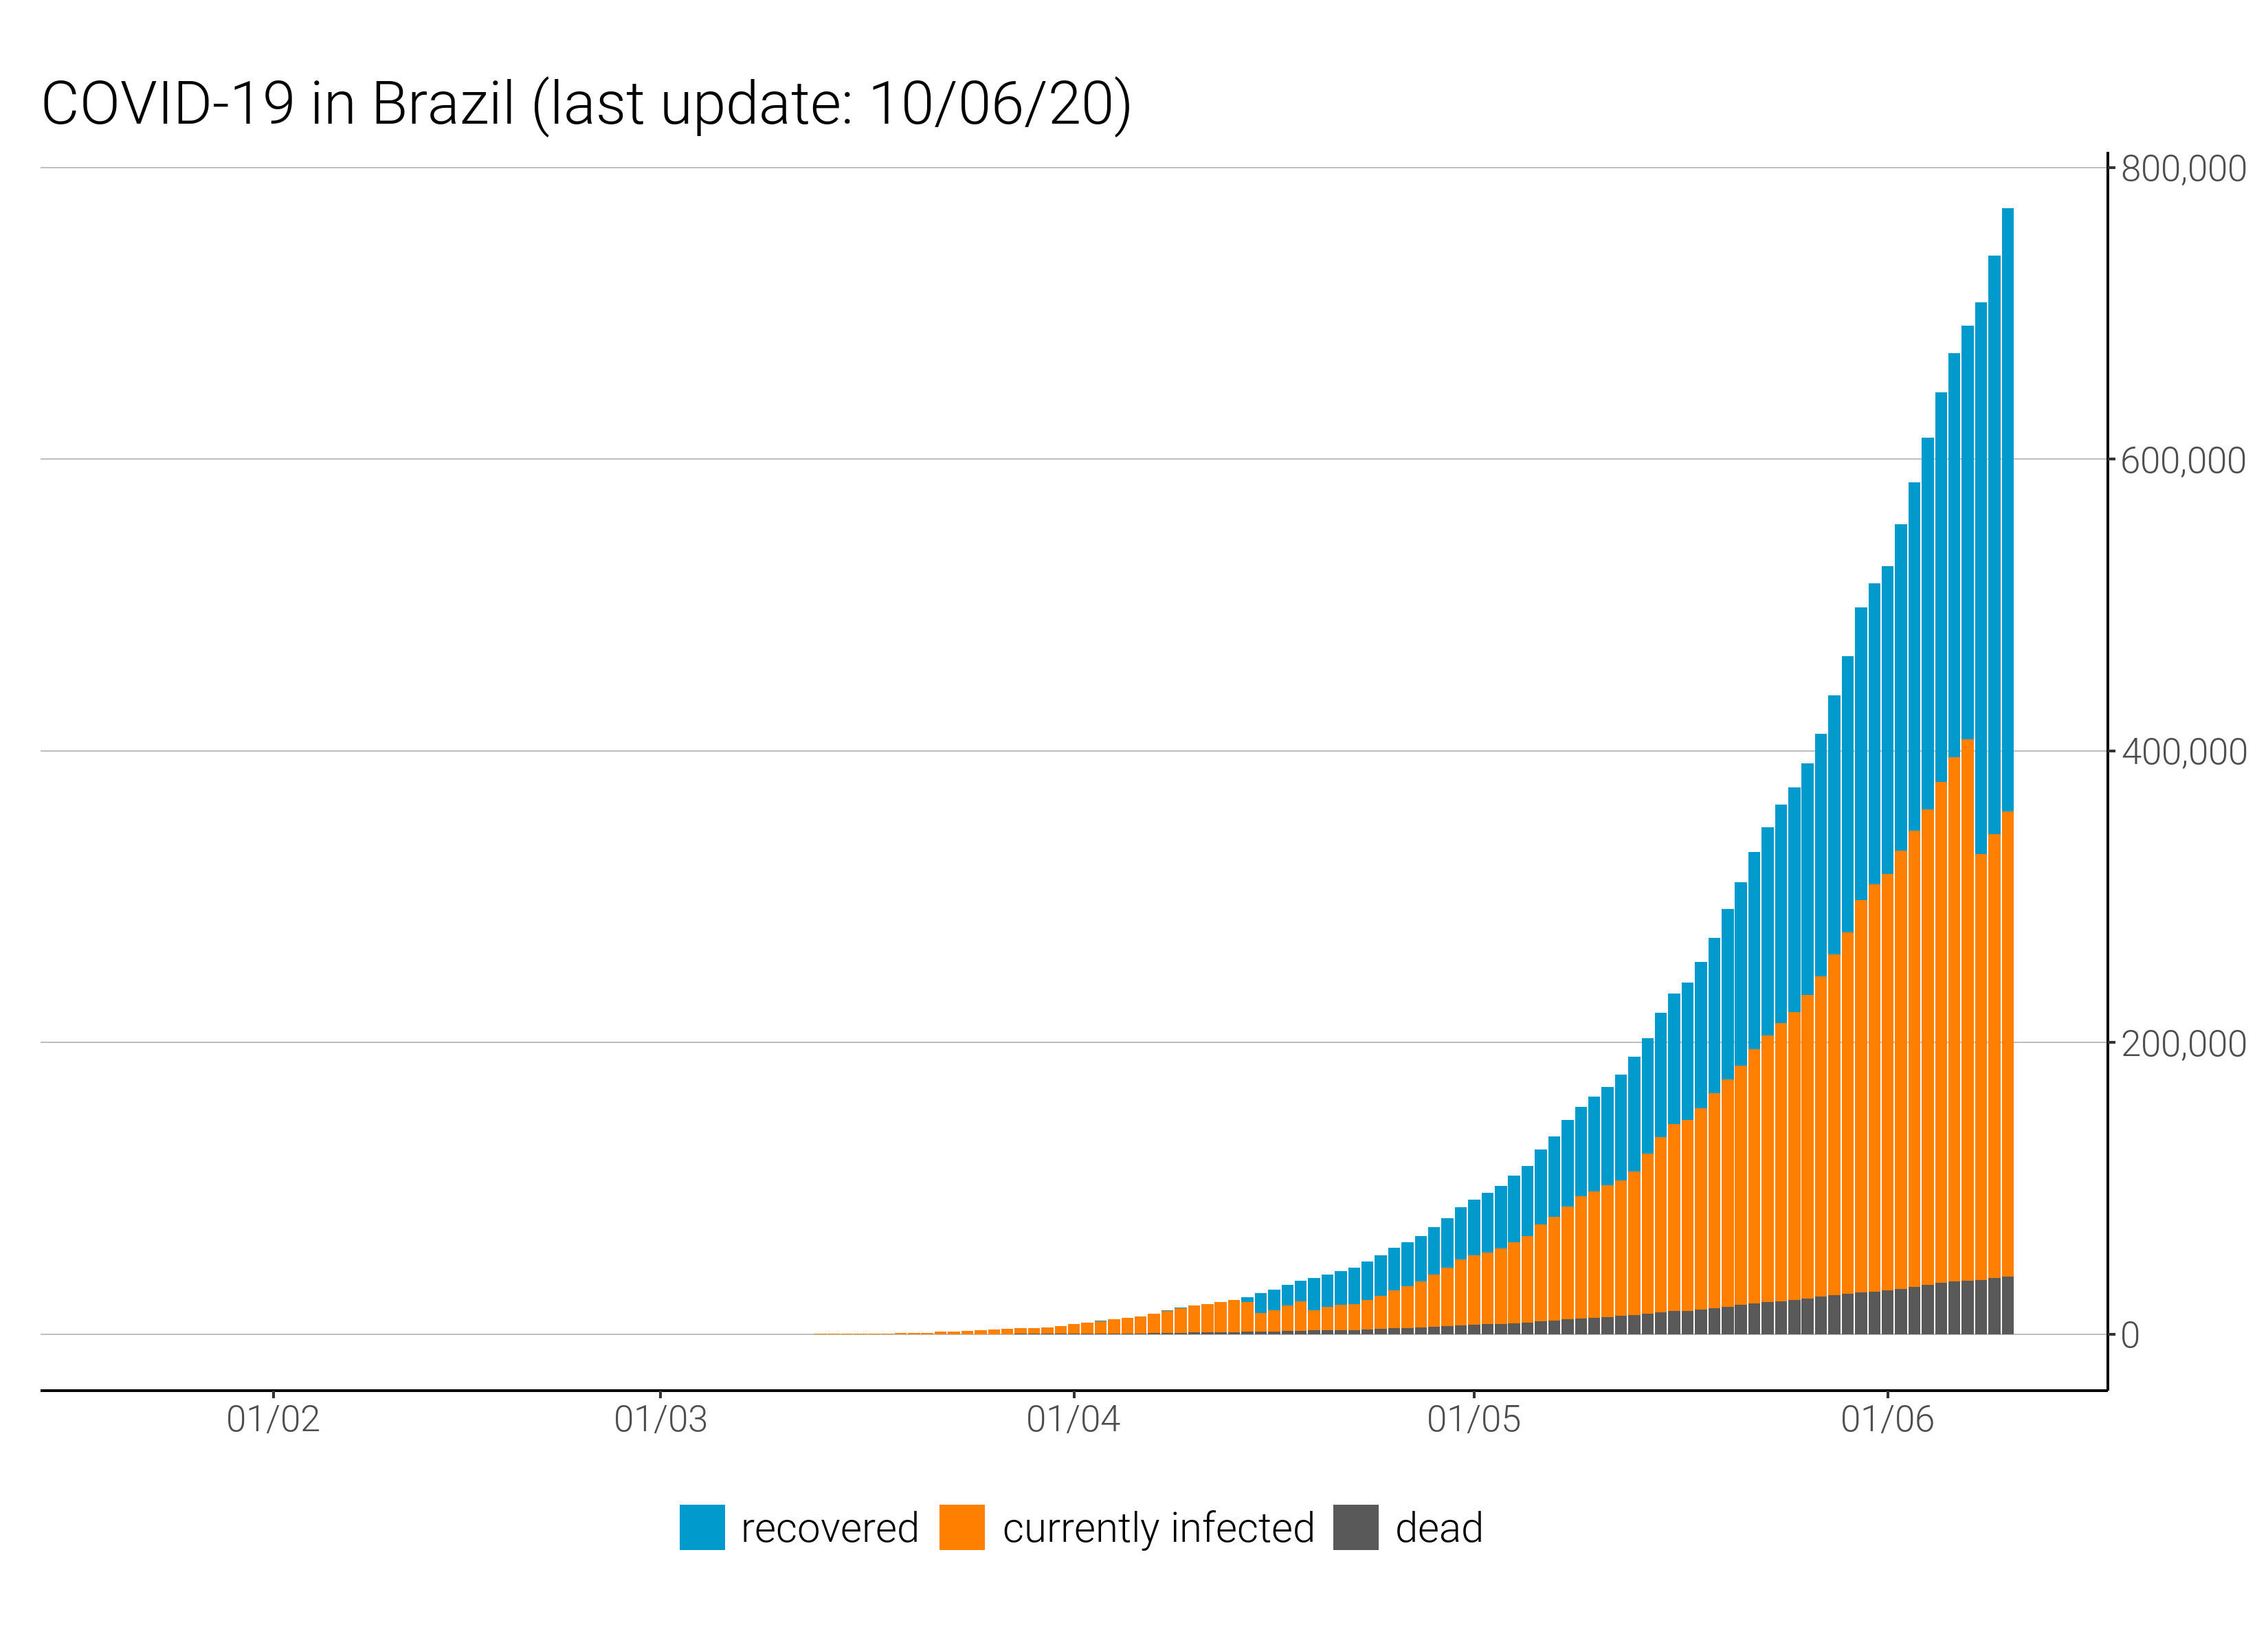 COVID-19 in Brazil (last update: 10/06/20)
800,000
600,000
400,000
200,000
0
01/02 01/03 01/04 01/05 01/06
recovered currently infected dead